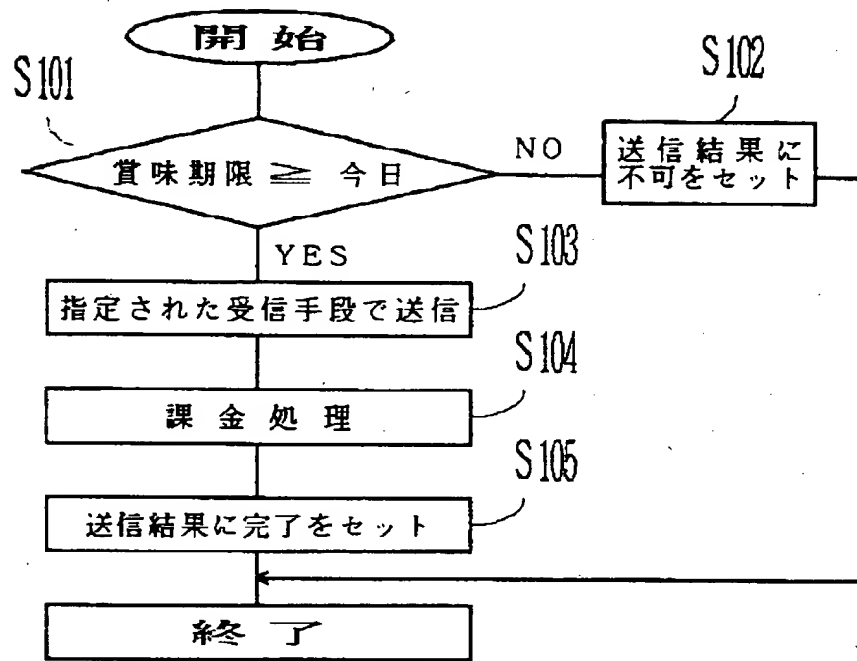 開始
S101
賞味期限 ≧ 今日
NO
S102
送信結果に
不可をセット
YES
S103
指定された受信手段で送信
S104
課金処理
S105
送信結果に完了をセット
終了